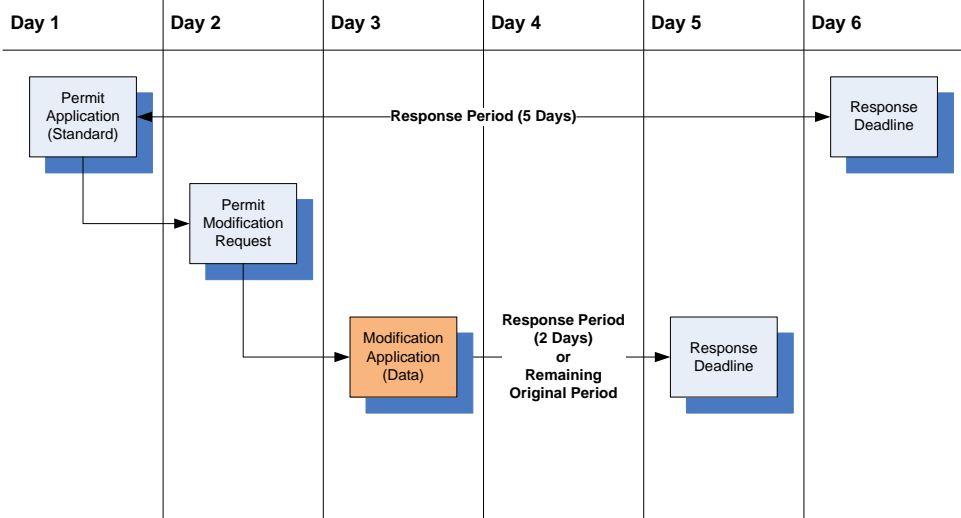 Day 1
Day 2
Day 3
Day 4
Day 5
Day 6
Permit
Application
(Standard)
Response Period (5 Days)
Response
Deadline
Permit
Modification
Request
Modification
Application
(Data)
Response Period
(2 Days)
or
Remaining
Original Period
Response
Deadline